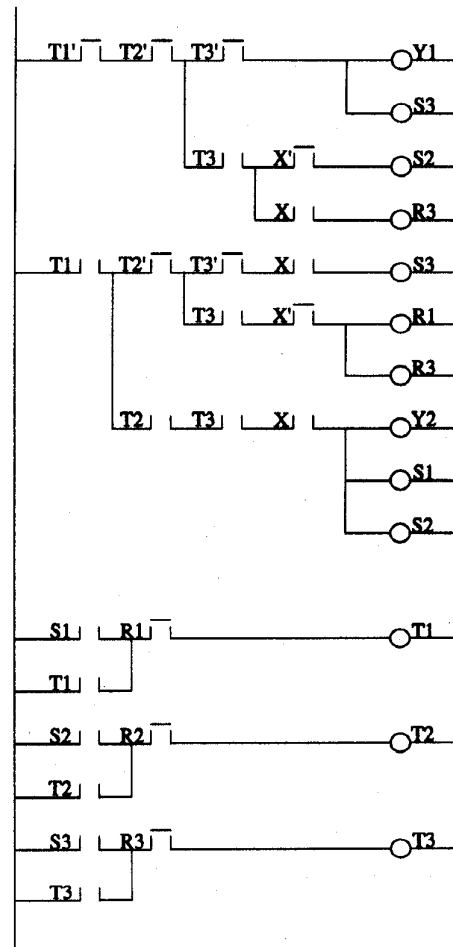 T1' T2' T3' Y1
S3
T3 X' S2
X R3
T1 T2' T3' X S3
T3 X' R1
R3
T2 T3 X Y2
S1
S2
S1 R1 T1
T1
S2 R2 T2
T2
S3 R3 T3
T3